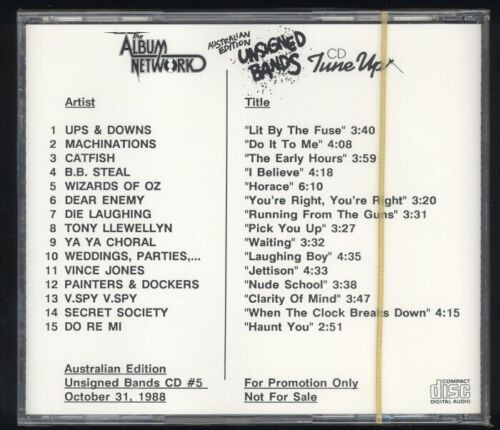 The
ALBUM
NETWORK
AUSTRALIAN
EDITION
UNSIGNED
BANDS
CD
Tune Up
Artist Title
1 UPS & DOWNS "Lit By The Fuse" 3:40
2 MACHINATIONS "Do It To Me" 4:08
3 CATFISH "The Early Hours" 3:59
4 B.B. STEAL "I Believe" 4:18
5 WIZARDS OF OZ "Horace" 6:10
6 DEAR ENEMY "You're Right, You're Right" 3:20
7 DIE LAUGHING "Running From The Guns" 3:31
8 TONY LLEWELLYN "Pick You Up" 3:27
9 YA YA CHORAL "Waiting" 3:32
10 WEDDINGS, PARTIES,... "Laughing Boy" 4:35
11 VINCE JONES "Jettison" 4:33
12 PAINTERS & DOCKERS "Nude School" 3:38
13 V.SPY V.SPY "Clarity Of Mind" 3:47
14 SECRET SOCIETY "When The Clock Breaks Down" 4:15
15 DO RE MI "Haunt You" 2:51
Australian Edition
Unsigned Bands CD #5 For Promotion Only
October 31, 1988 Not For Sale
COMPACT
disc
DIGITAL AUDIO